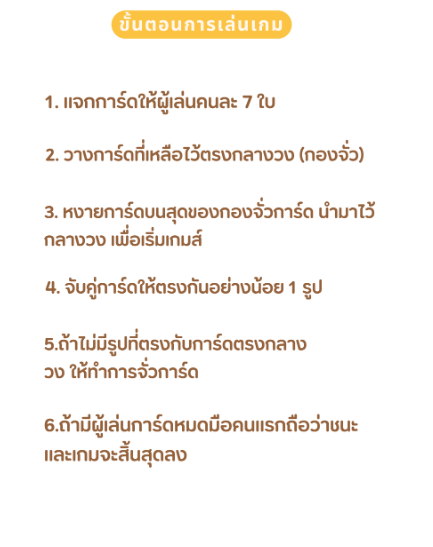 ขั้นตอนการเล่นเกม
1. แจกการ์ดให้ผู้เล่นคนละ 7 ใบ
2. วางการ์ดที่เหลือไว้ตรงกลางวง (กองจั่ว)
3. หงายการ์ดบนสุดของกองจั่วการ์ด นำมาไว้
กลางวง เพื่อเริ่มเกมส์
4. จับคู่การ์ดให้ตรงกันอย่างน้อย 1 รูป
5.ถ้าไม่มีรูปที่ตรงกับการ์ดตรงกลาง
วง ให้ทำการจั่วการ์ด
6.ถ้ามีผู้เล่นการ์ดหมดมือคนแรกถือว่าชนะ
และเกมจะสิ้นสุดลง